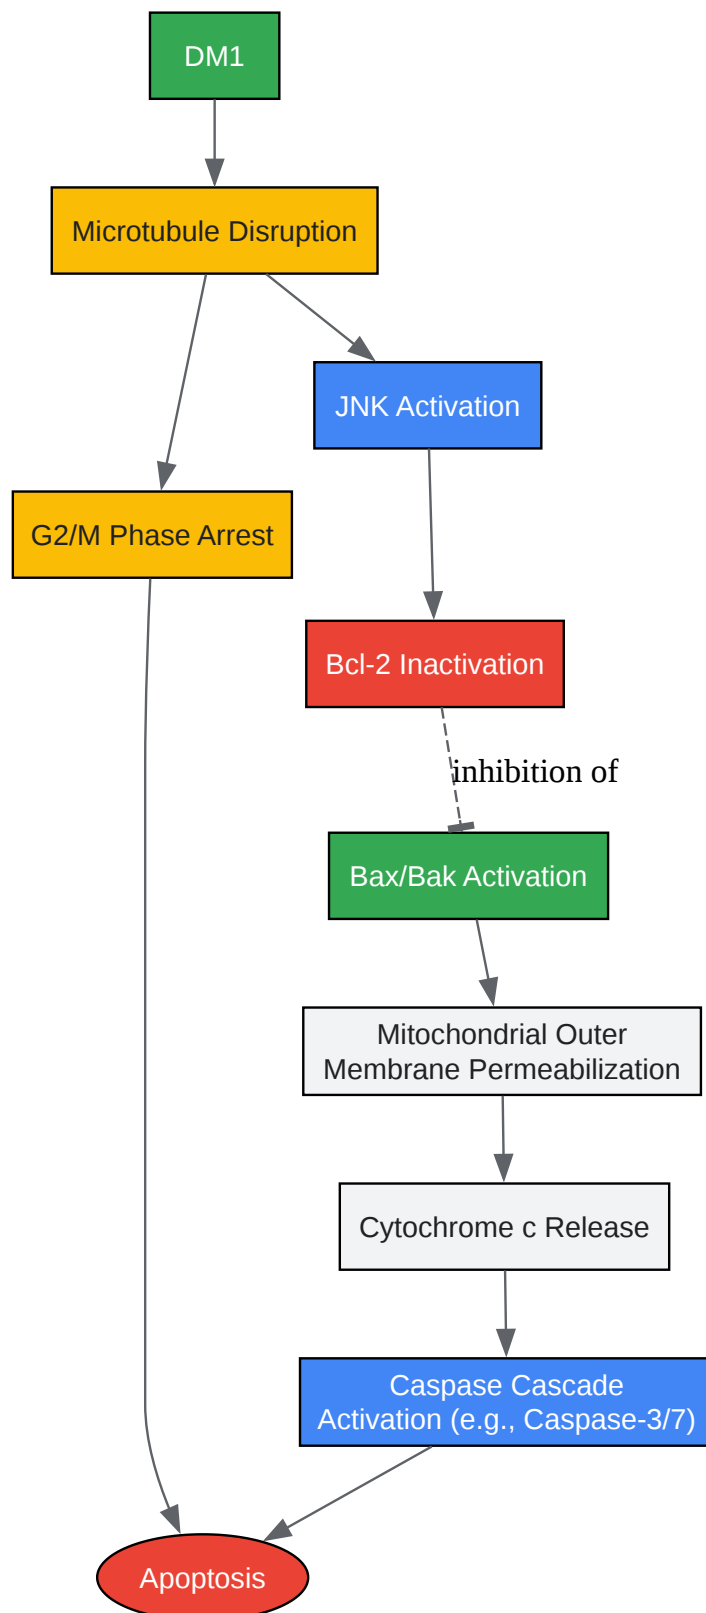 DM1
Microtubule Disruption
JNK Activation
G2/M Phase Arrest
Bcl-2 Inactivation
inhibition of
Bax/Bak Activation
Mitochondrial Outer
Membrane Permeabilization
Cytochrome c Release
Caspase Cascade
Activation (e.g., Caspase-3/7)
Apoptosis